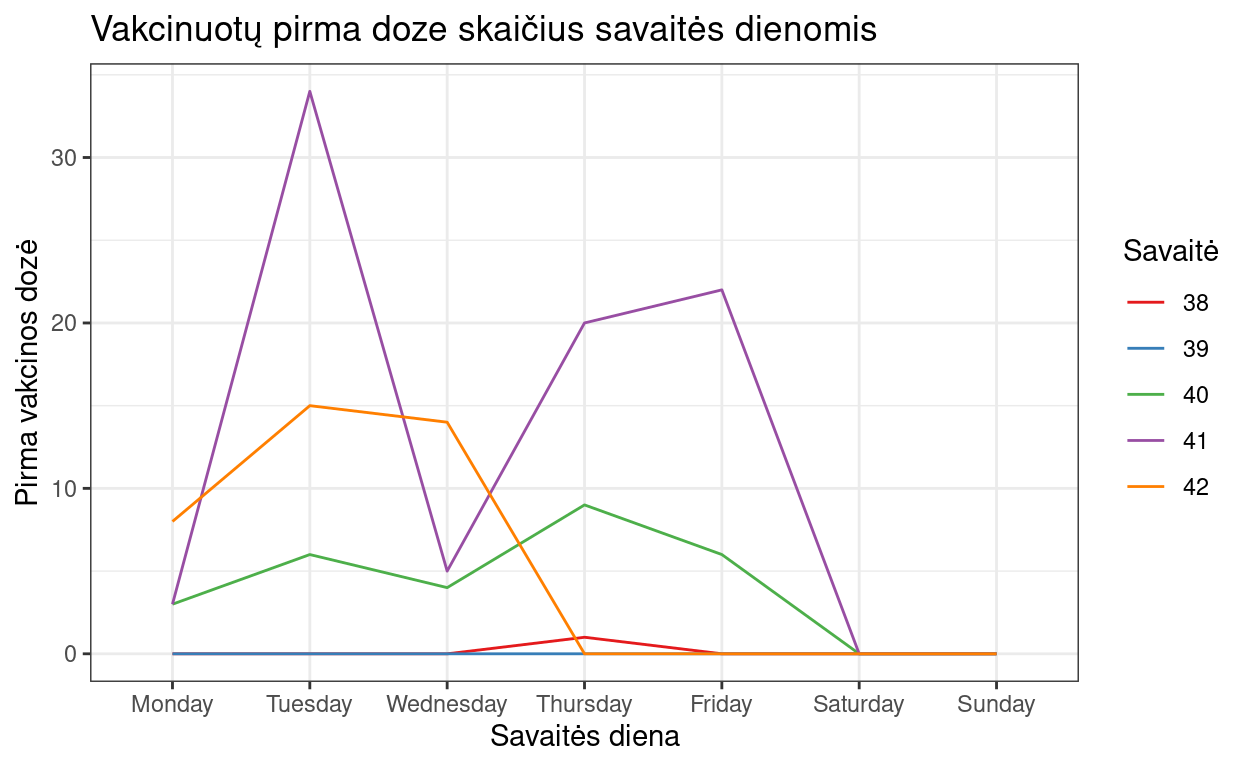 Vakcinuotų pirma doze skaičius savaitės dienomis
Pirma vakcinos dozė
30
20
10
0
Monday Tuesday Wednesday Thursday Friday Saturday Sunday
Savaitės diena
Savaitė
38
39
40
41
42